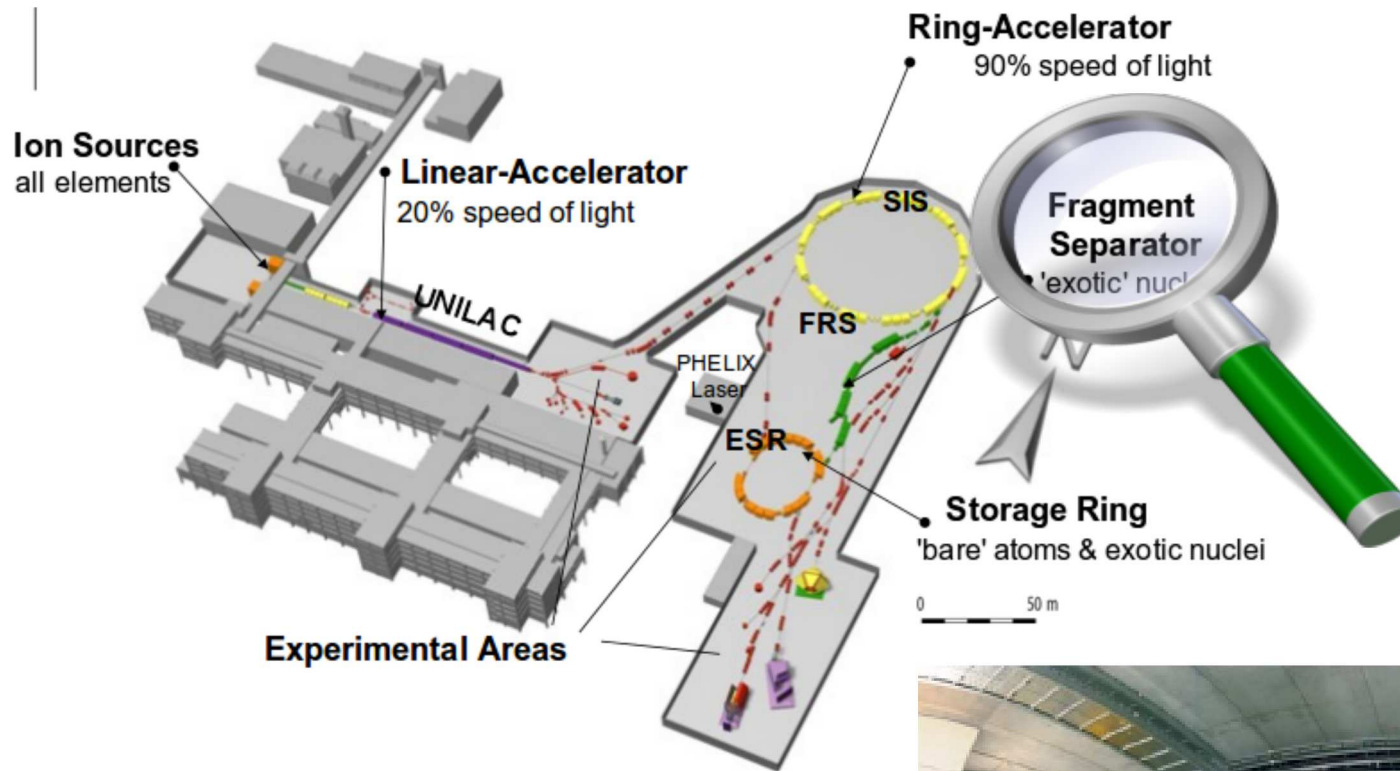 Ring-Accelerator
90% speed of light
Ion Sources
all elements
Linear-Accelerator
20% speed of light
SIS
Fragment
Separator
'exotic'
UNILAC
FRS
PHELIX
Laser
ESR
Storage Ring
'bare' atoms & exotic nuclei
0 50 m
Experimental Areas